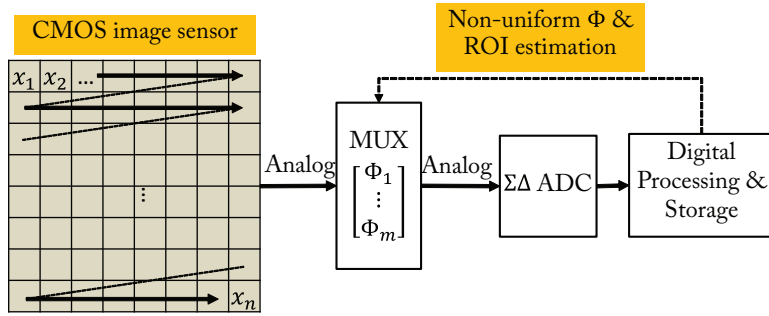 CMOS image sensor
Non-uniform Φ &
ROI estimation
x₁ x₂ ...
⋮
xₙ
Analog
MUX
Φ₁
⋮
Φₘ
Analog
ΣΔ ADC
Digital
Processing &
Storage